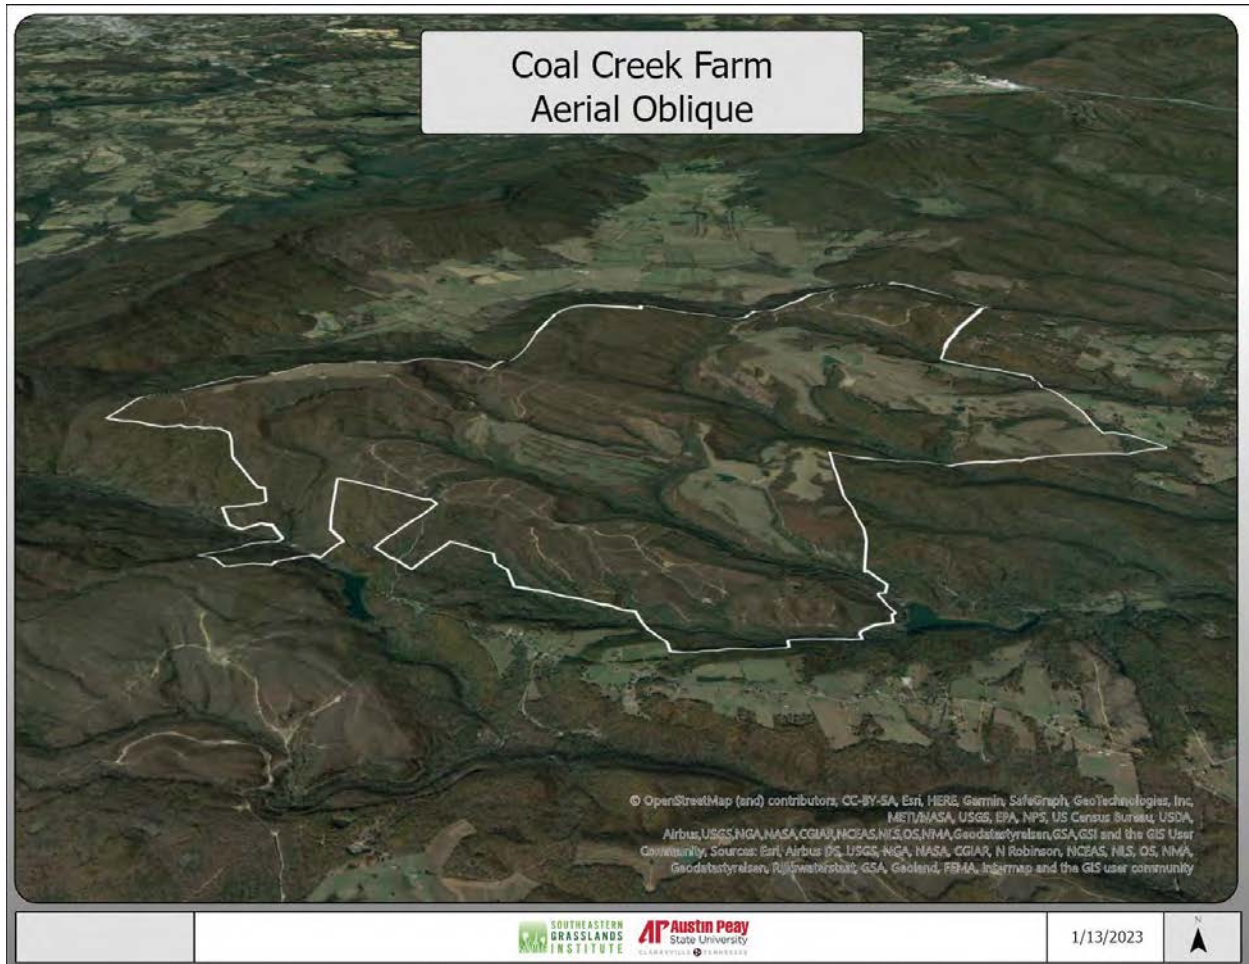 Coal Creek Farm
Aerial Oblique
© OpenStreetMap (and) contributors, CC-BY-SA, Esri, HERE, Garmin, SafeGraph, GeoTechnologies, Inc,
METI/NASA, USGS, EPA, NPS, US Census Bureau, USDA,
Airbus,USGS,NGA,NASA,CGIAR,NCEAS,NLS,OS,NMA,Geodatastyrelsen,GSA,GSI and the GIS User
Community, Sources: Esri, Airbus DS, USGS, NGA, NASA, CGIAR, N Robinson, NCEAS, NLS, OS, NMA,
Geodatastyrelsen, Rijkswaterstaat, GSA, Geoland, FEMA, Intermap and the GIS user community
SOUTHEASTERN
GRASSLANDS
INSTITUTE
AP Austin Peay
State University
CLARKSVILLE TENNESSEE
1/13/2023
N